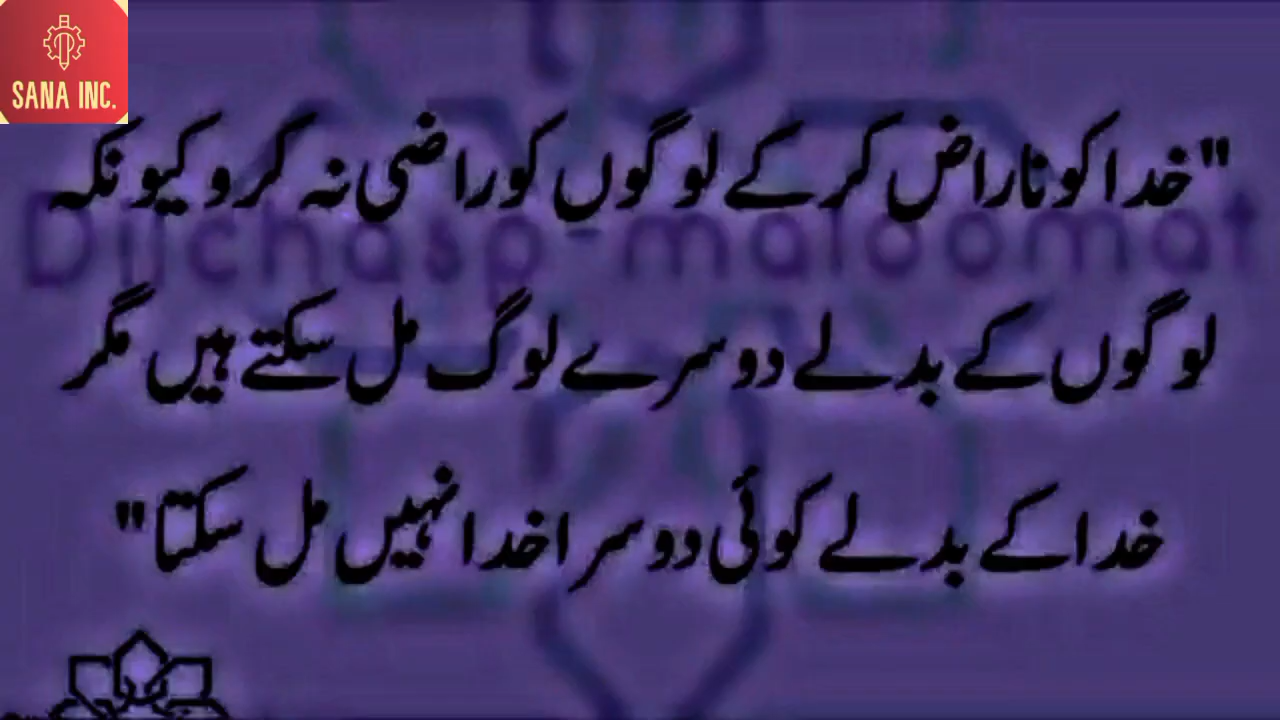 SANA INC.
"خدا کو ناراض کر کے لوگوں کو راضی نہ کرو کیونکہ
Dilchasp-maloomat
لوگوں کے بدلے دوسرے لوگ مل سکتے ہیں مگر
خدا کے بدلے کوئی دوسرا خدا نہیں مل سکتا"